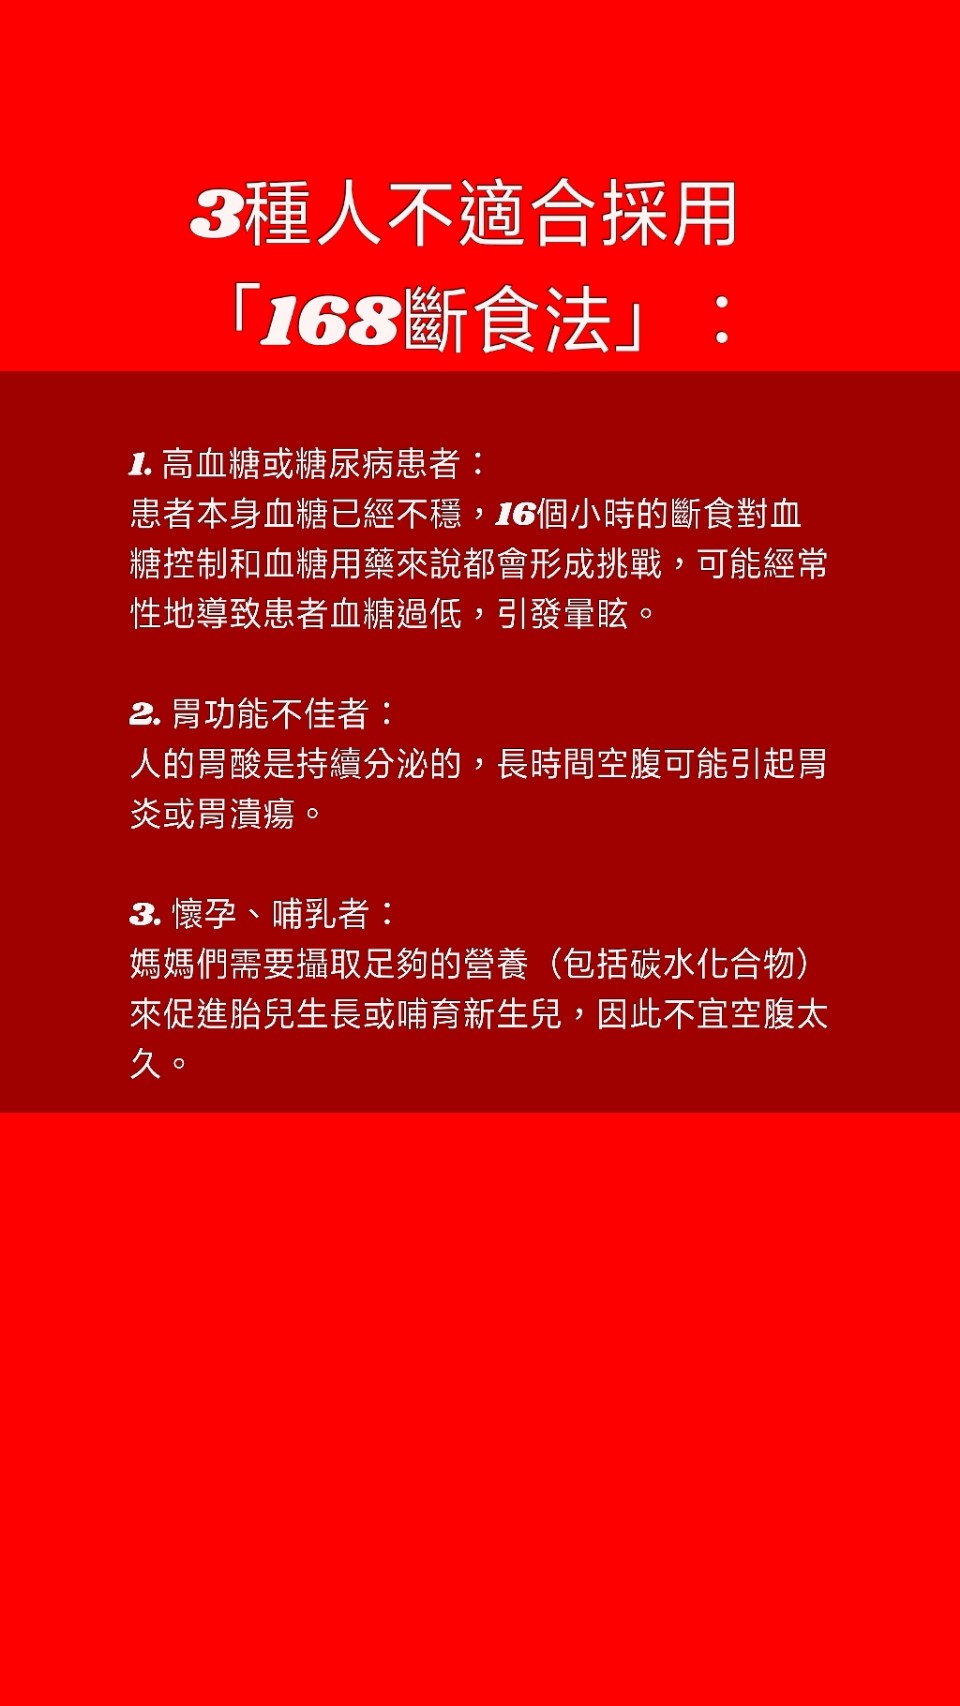 3種人不適合採用
「168斷食法」：
1. 高血糖或糖尿病患者：
患者本身血糖已經不穩，16個小時的斷食對血
糖控制和血糖用藥來說都會形成挑戰，可能經常
性地導致患者血糖過低，引發暈眩。
2. 胃功能不佳者：
人的胃酸是持續分泌的，長時間空腹可能引起胃
炎或胃潰瘍。
3. 懷孕、哺乳者：
媽媽們需要攝取足夠的營養（包括碳水化合物）
來促進胎兒生長或哺育新生兒，因此不宜空腹太
久。